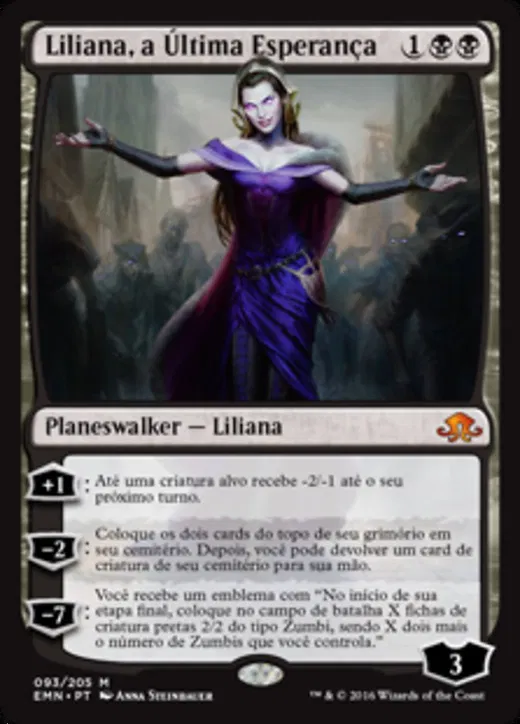 Liliana, a Última Esperança 1
Planeswalker — Liliana
+1: Até uma criatura alvo recebe -2/-1 até o seu
próximo turno.
-2: Coloque os dois cards do topo de seu grimório em
seu cemitério. Depois, você pode devolver um card de
criatura de seu cemitério para sua mão.
-7: Você recebe um emblema com “No início de sua
etapa final, coloque no campo de batalha X fichas de
criatura pretas 2/2 do tipo Zumbi, sendo X dois mais
o número de Zumbis que você controla.”
3
093/205 M
EMN • PT Anna Steinbauer
™ & © 2016 Wizards of the Coast